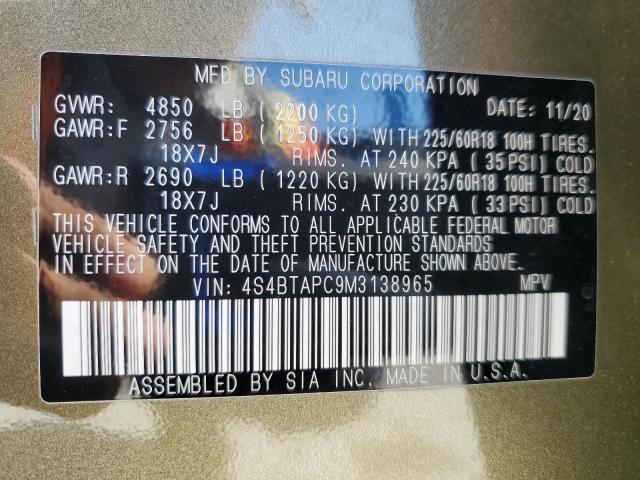 MFD BY SUBARU CORPORATION
GVWR: 4850 LB (2200 KG) DATE: 11/20
GAWR:F 2756 LB (1250 KG) WITH 225/60R18 100H TIRES.
18X7J RIMS. AT 240 KPA (35 PSI) COLD
GAWR:R 2690 LB (1220 KG) WITH 225/60R18 100H TIRES.
18X7J RIMS. AT 230 KPA (33 PSI) COLD
THIS VEHICLE CONFORMS TO ALL APPLICABLE FEDERAL MOTOR
VEHICLE SAFETY AND THEFT PREVENTION STANDARDS
IN EFFECT ON THE DATE OF MANUFACTURE SHOWN ABOVE.
VIN: 4S4BTAPC9M3138965 MPV
ASSEMBLED BY SIA INC. MADE IN U.S.A.